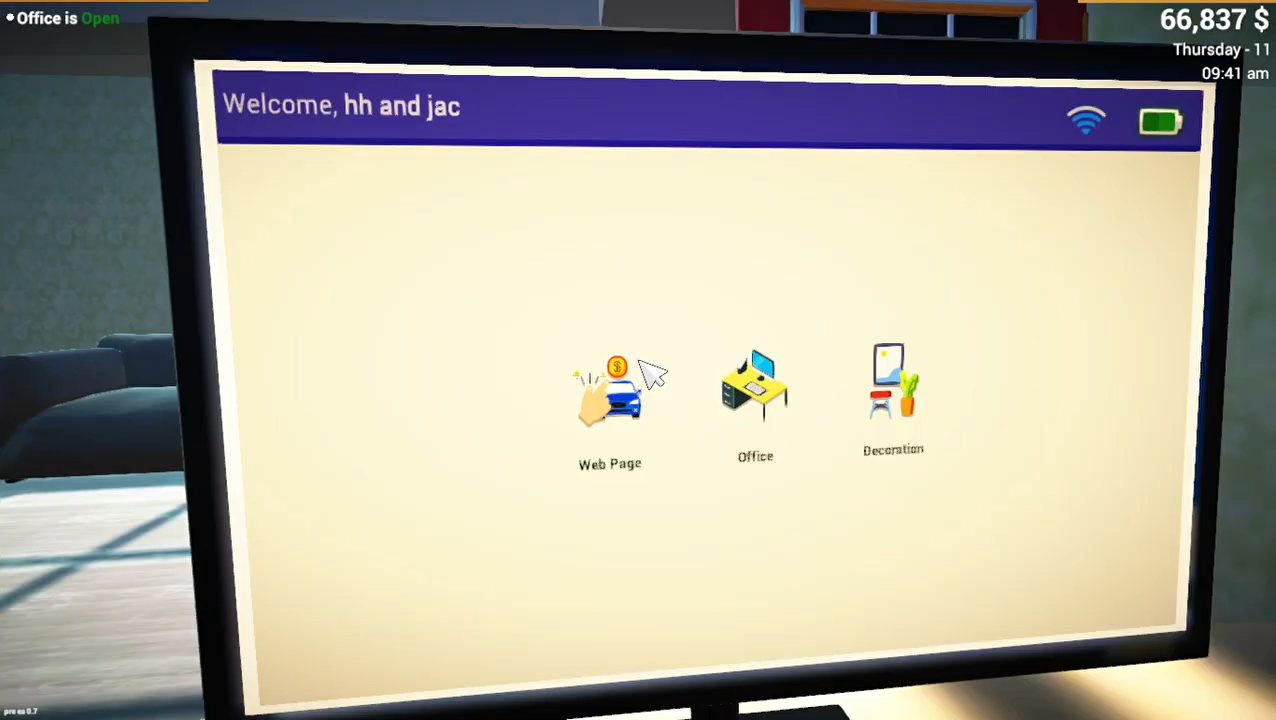 Office is Open
66,837 $
Thursday - 11
09:41 am
Welcome, hh and jac
Web Page
Office
Decoration